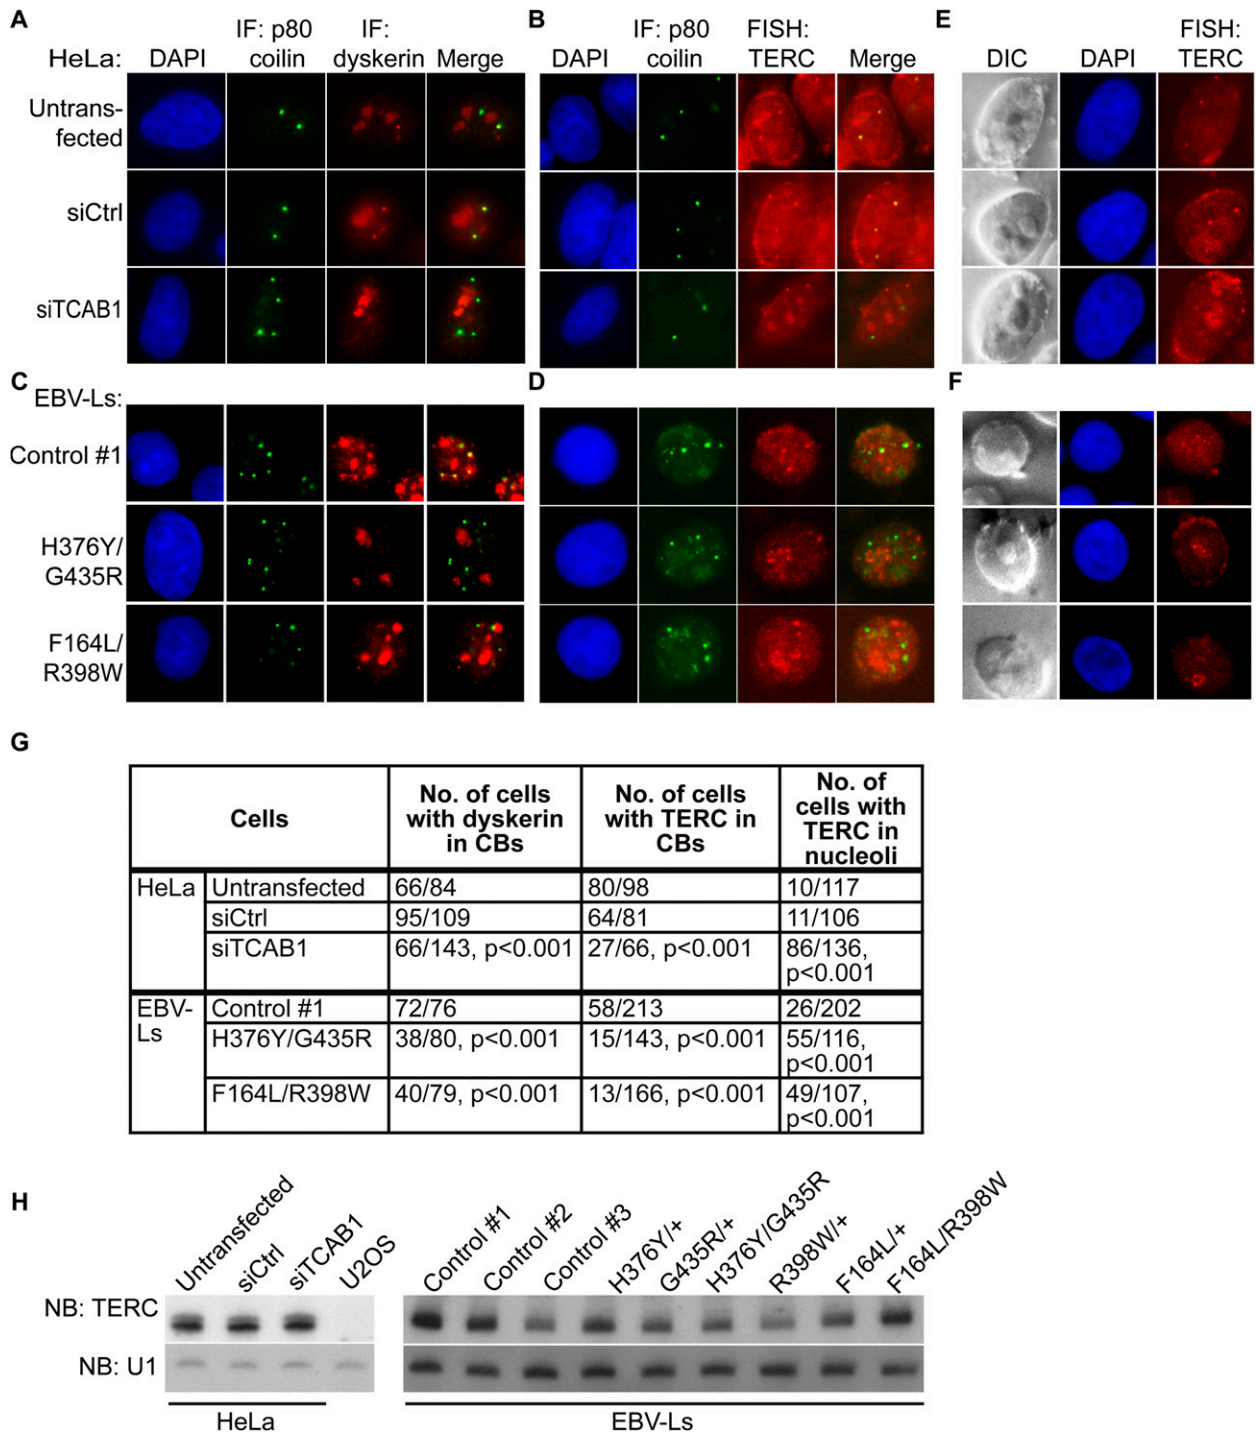 A
IF: p80 IF:
HeLa: DAPI coilin dyskerin Merge
Untrans-
fected
siCtrl
siTCAB1
B
IF: p80 FISH:
DAPI coilin TERC Merge
E
FISH:
DIC DAPI TERC
C
EBV-Ls:
Control #1
H376Y/
G435R
F164L/
R398W
D
F
G
Cells
No. of cells
with dyskerin
in CBs
No. of cells
with TERC in
CBs
No. of
cells with
TERC in
nucleoli
HeLa Untransfected 66/84 80/98 10/117
siCtrl 95/109 64/81 11/106
siTCAB1 66/143, p<0.001 27/66, p<0.001 86/136,
p<0.001
EBV- Control #1 72/76 58/213 26/202
Ls H376Y/G435R 38/80, p<0.001 15/143, p<0.001 55/116,
p<0.001
F164L/R398W 40/79, p<0.001 13/166, p<0.001 49/107,
p<0.001
H
Untransfected
siCtrl
siTCAB1
U2OS
Control #1
Control #2
Control #3
H376Y/+
G435R/+
H376Y/G435R
R398W/+
F164L/+
F164L/R398W
NB: TERC
NB: U1
HeLa
EBV-Ls